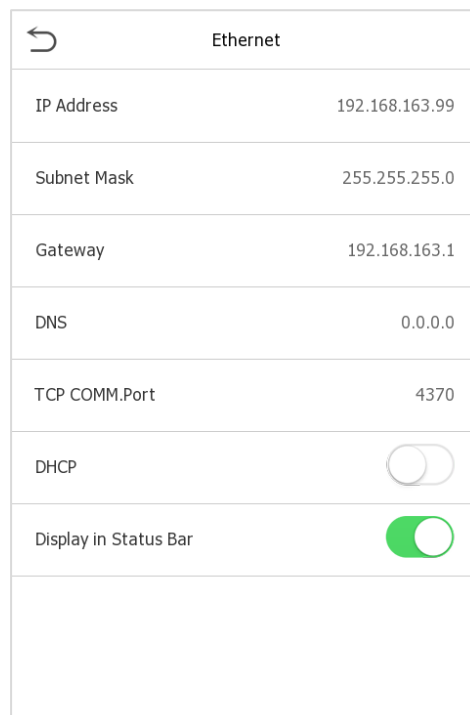 Ethernet
IP Address 192.168.163.99
Subnet Mask 255.255.255.0
Gateway 192.168.163.1
DNS 0.0.0.0
TCP COMM.Port 4370
DHCP
Display in Status Bar